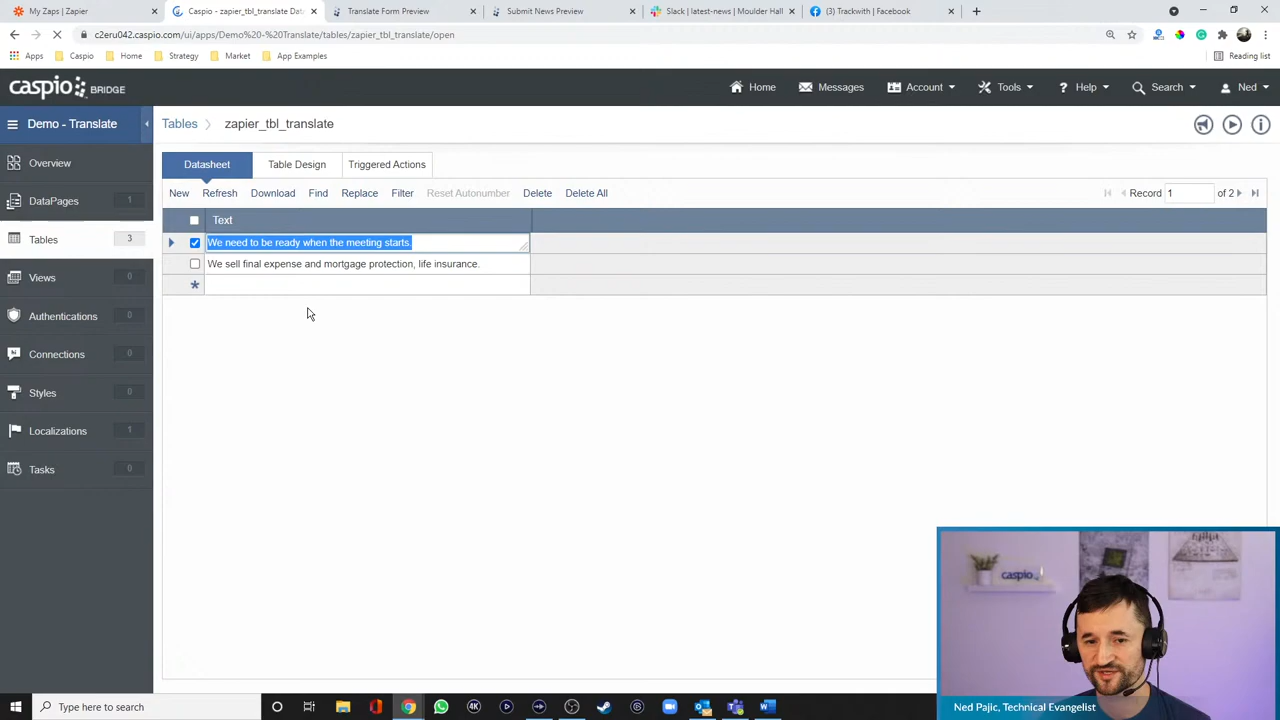 My Zaps | Zapier
Caspio - zapier_tbl_translate Dat
Translate Form Preview
Submit News Preview
Slack | latest-news | Moulder Hall
(3) Trackwith | Facebook
c2eru042.caspio.com/ui/apps/Demo%20-%20Translate/tables/zapier_tbl_translate/open
Apps
Caspio
Home
Strategy
Market
App Examples
Reading list
caspio BRIDGE
Home
Messages
Account
Tools
Help
Search
Ned
Demo - Translate
Tables
zapier_tbl_translate
Overview
DataPages 1
Tables 3
Views 0
Authentications 0
Connections 0
Styles 0
Localizations 1
Tasks 0
Datasheet
Table Design
Triggered Actions
New
Refresh
Download
Find
Replace
Filter
Reset Autonumber
Delete
Delete All
Record 1 of 2
Text
We need to be ready when the meeting starts.
We sell final expense and mortgage protection, life insurance.
caspio
Ned Pajic, Technical Evangelist
Type here to search
4K